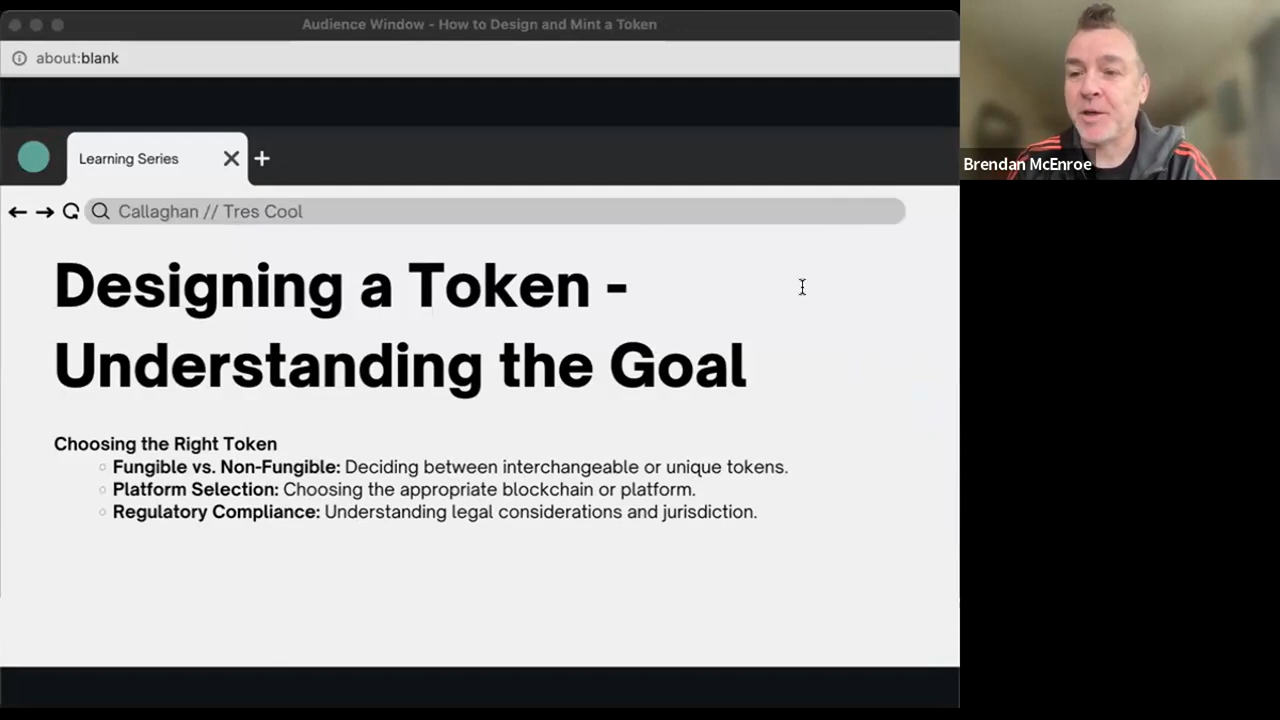 Audience Window - How to Design and Mint a Token
about:blank
Learning Series
Callaghan // Tres Cool
Designing a Token -
Understanding the Goal
Choosing the Right Token
Fungible vs. Non-Fungible: Deciding between interchangeable or unique tokens.
Platform Selection: Choosing the appropriate blockchain or platform.
Regulatory Compliance: Understanding legal considerations and jurisdiction.
Brendan McEnroe